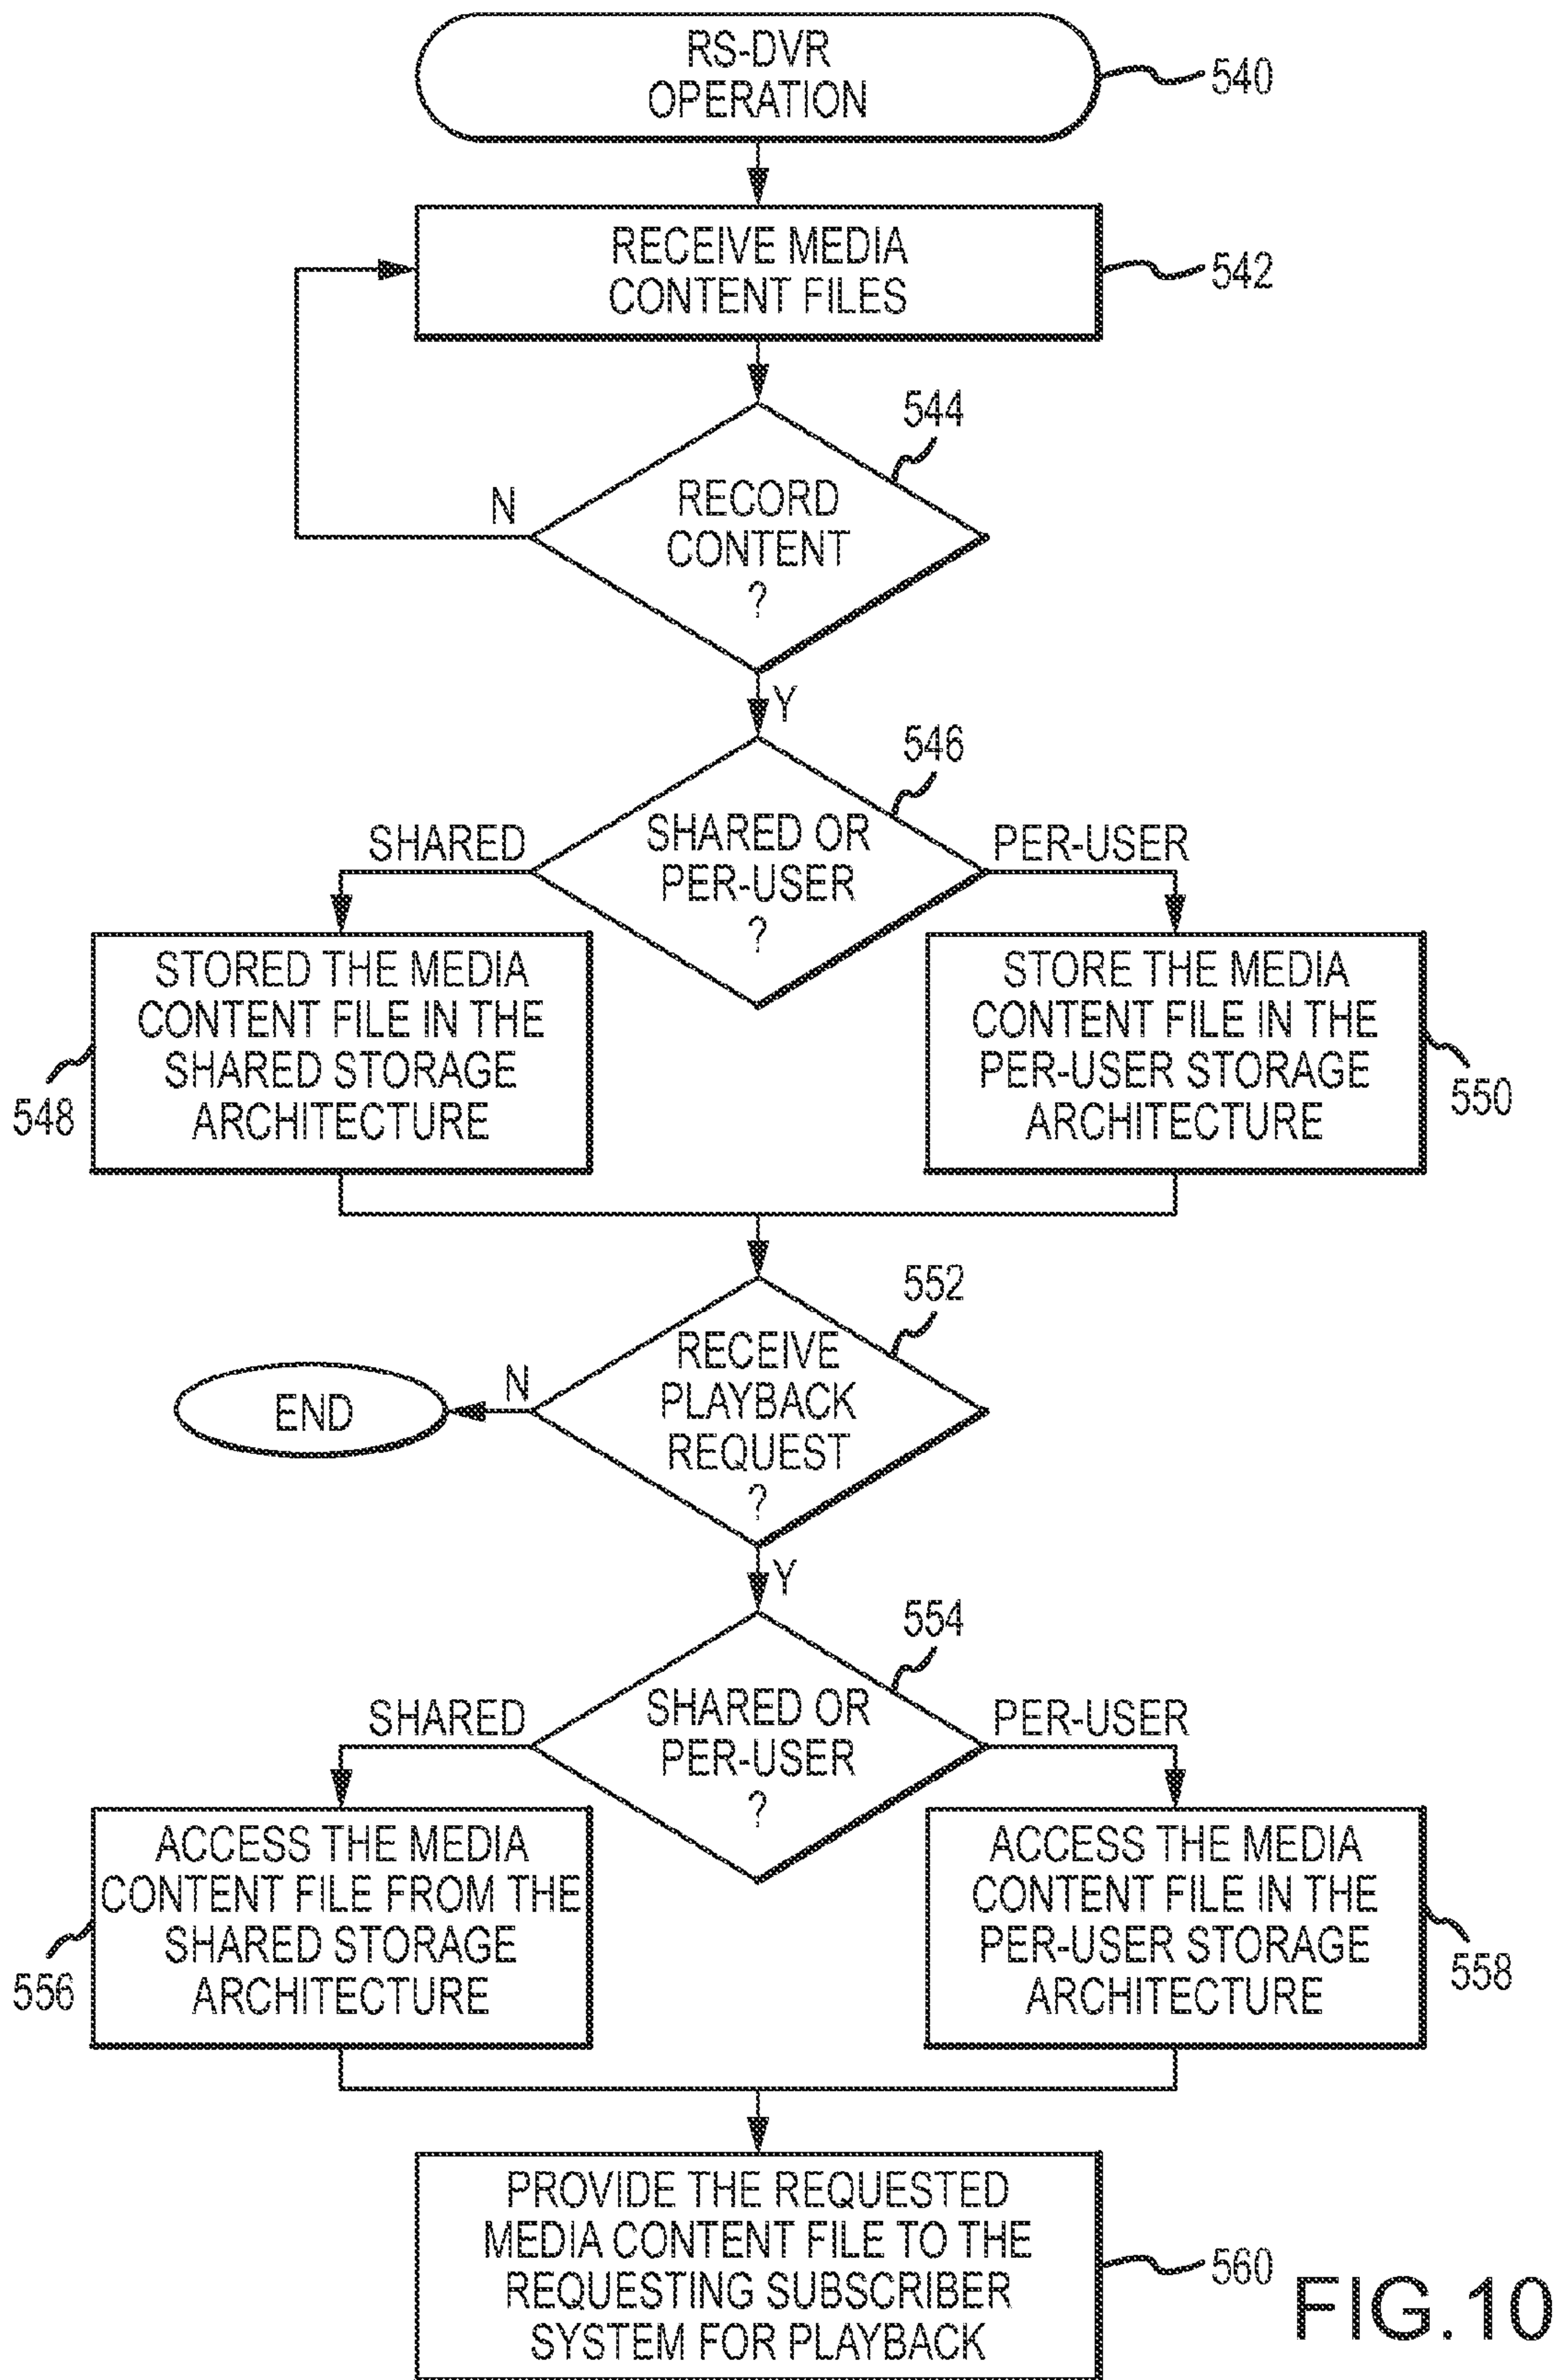 RS-DVR
OPERATION
540
RECEIVE MEDIA
CONTENT FILES
542
544
RECORD
CONTENT
?
N
Y
546
SHARED OR
PER-USER
?
SHARED
PER-USER
STORED THE MEDIA
CONTENT FILE IN THE
SHARED STORAGE
ARCHITECTURE
548
STORE THE MEDIA
CONTENT FILE IN THE
PER-USER STORAGE
ARCHITECTURE
550
552
RECEIVE
PLAYBACK
REQUEST
?
N
END
Y
554
SHARED OR
PER-USER
?
SHARED
PER-USER
ACCESS THE MEDIA
CONTENT FILE FROM THE
SHARED STORAGE
ARCHITECTURE
556
ACCESS THE MEDIA
CONTENT FILE IN THE
PER-USER STORAGE
ARCHITECTURE
558
PROVIDE THE REQUESTED
MEDIA CONTENT FILE TO THE
REQUESTING SUBSCRIBER
SYSTEM FOR PLAYBACK
560
FIG. 10